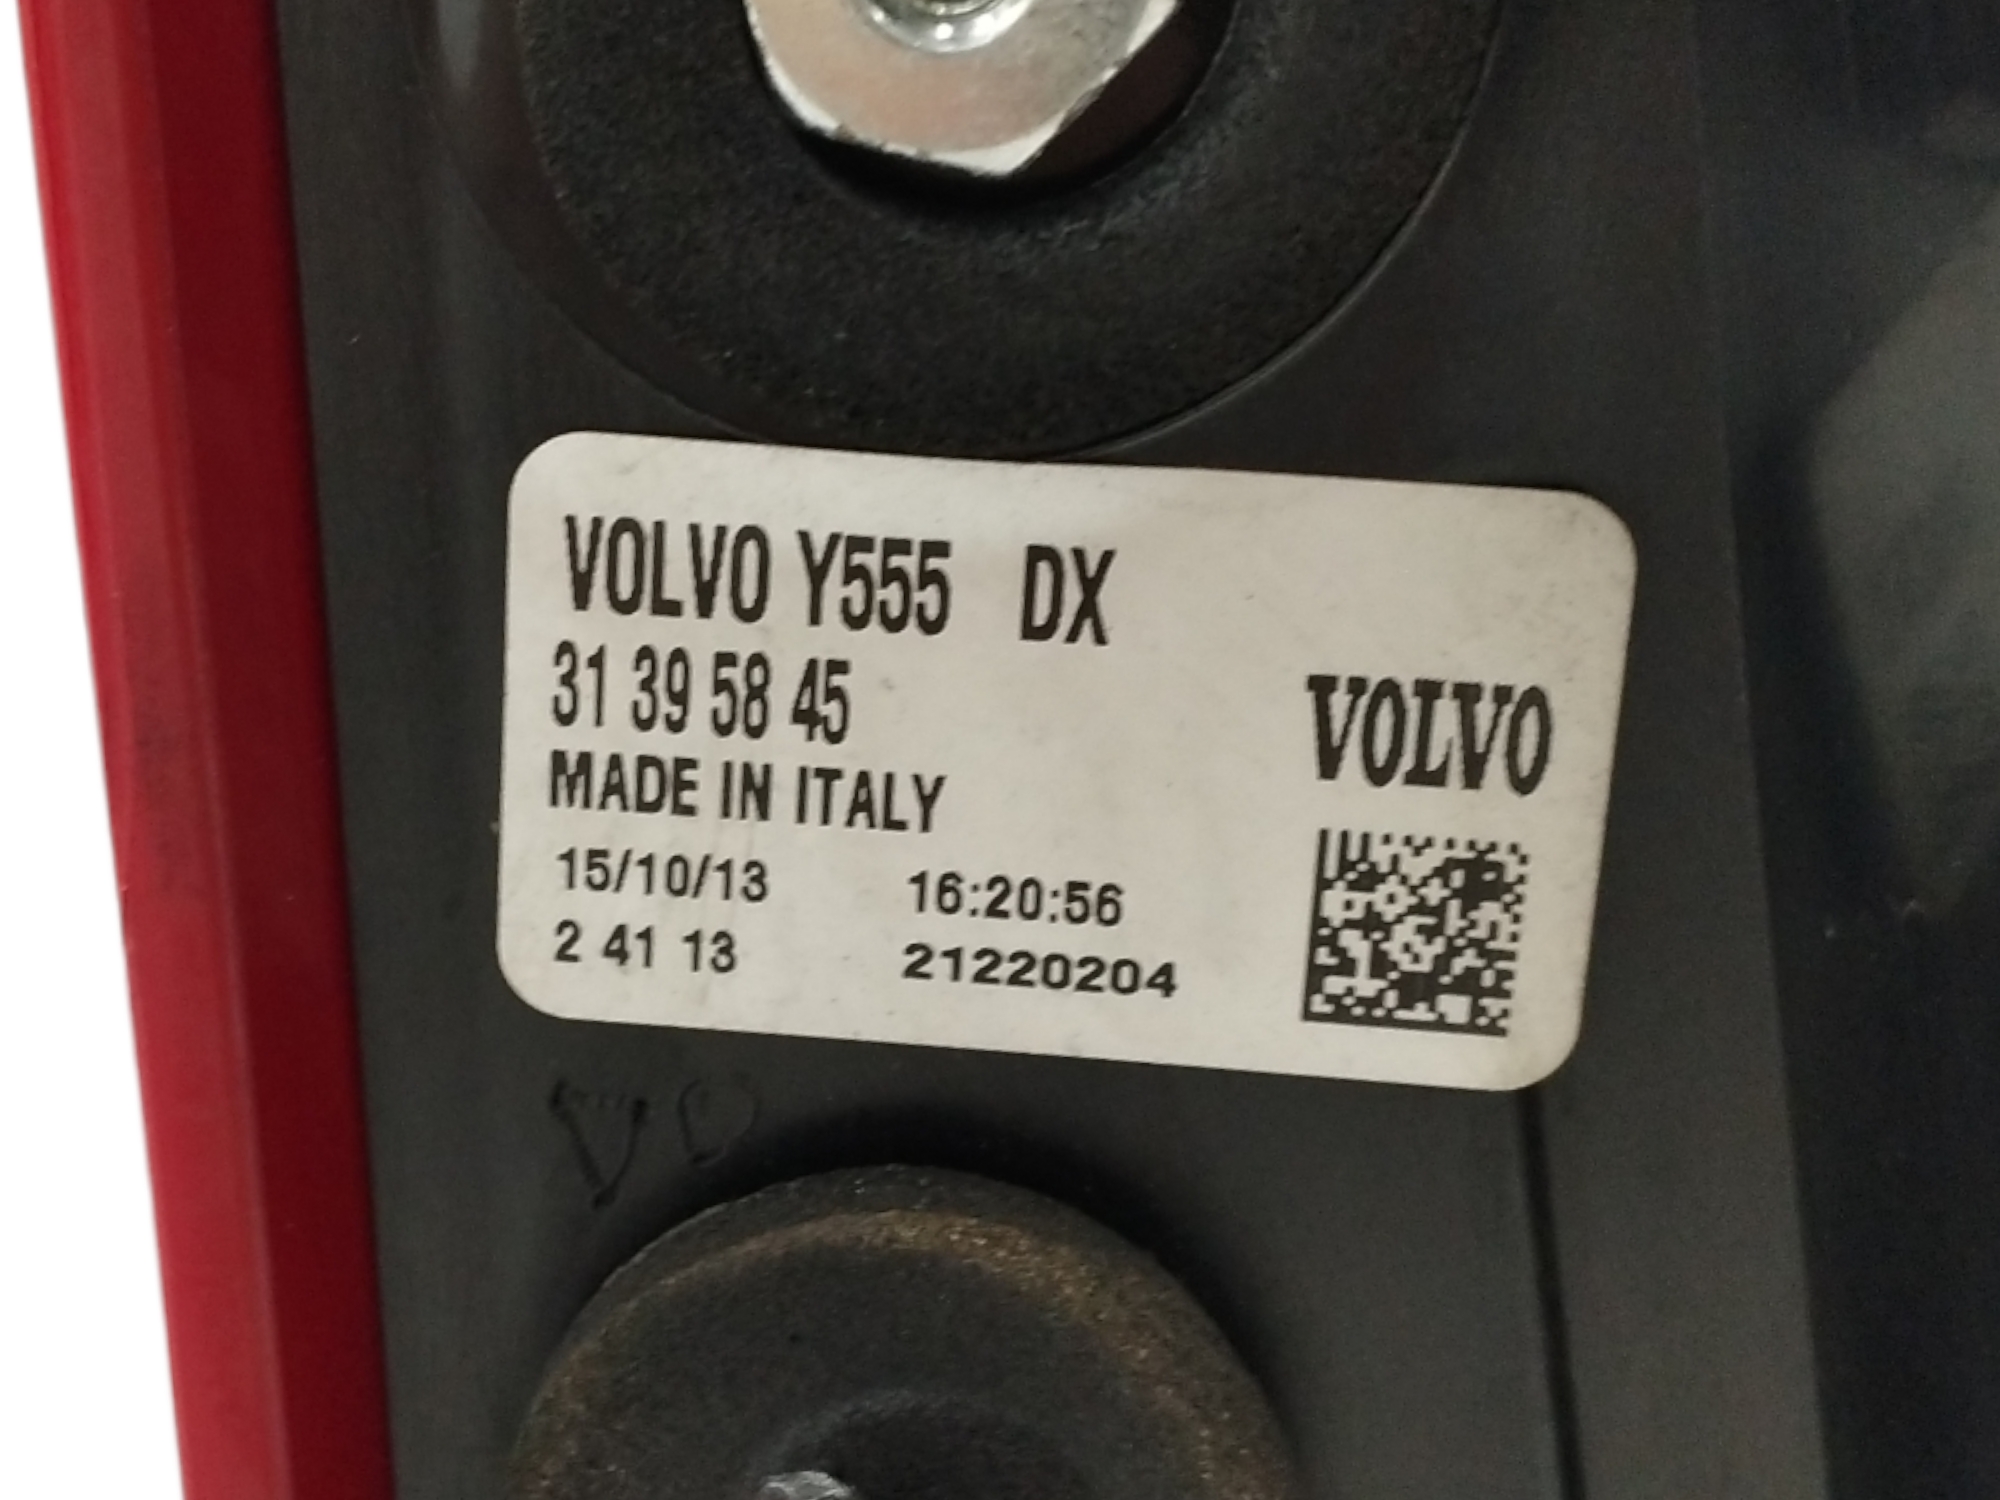 VOLVO Y555 DX
31 39 58 45
MADE IN ITALY
VOLVO
15/10/13 16:20:56
2 41 13 21220204